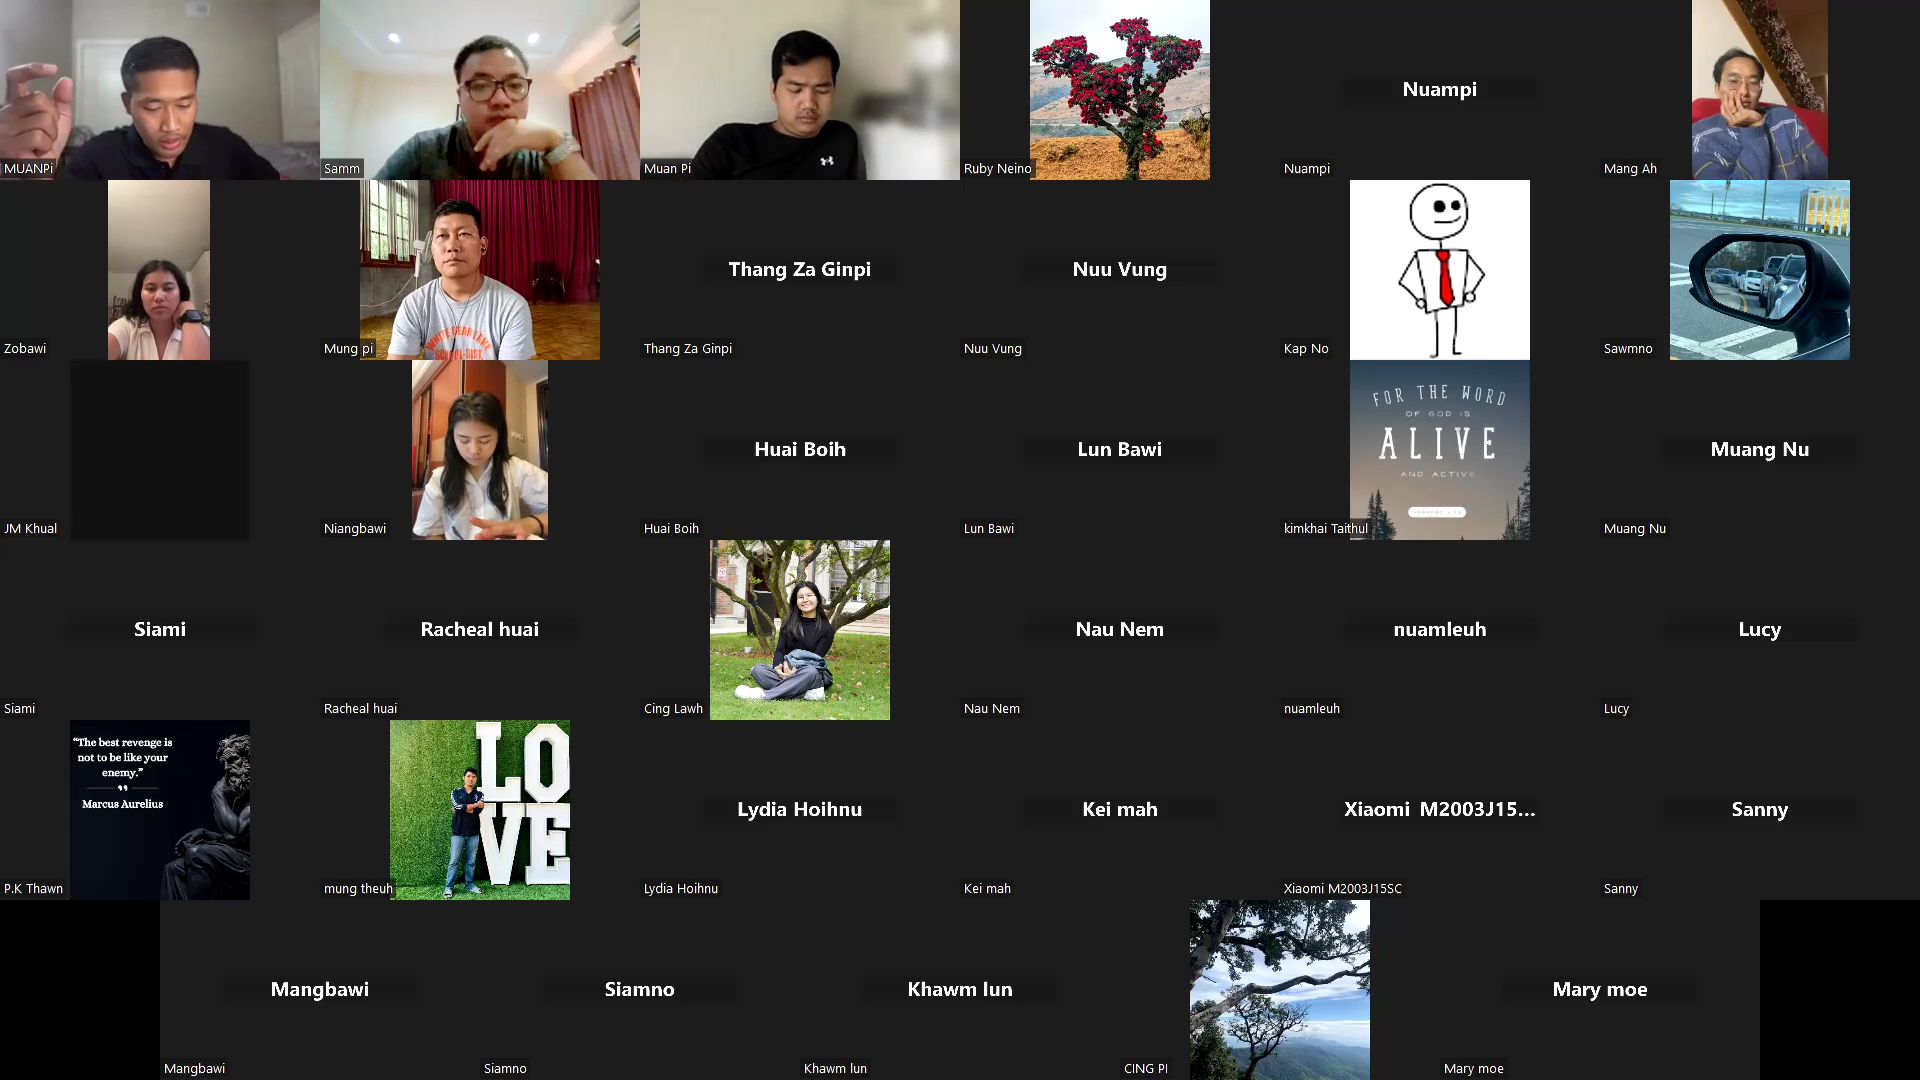 MUANPi
Samm
Muan Pi
Ruby Neino
Nuampi
Nuampi
Mang Ah
Zobawi
Mung pi
SCHOOL-DIST
Thang Za Ginpi
Thang Za Ginpi
Nuu Vung
Nuu Vung
Kap No
Sawmno
JM Khual
Niangbawi
Huai Boih
Huai Boih
Lun Bawi
Lun Bawi
FOR THE WORD
OF GOD IS
ALIVE
AND ACTIVE
kimkhai Taithul
Muang Nu
Muang Nu
Siami
Siami
Racheal huai
Racheal huai
Cing Lawh
Nau Nem
Nau Nem
nuamleuh
nuamleuh
Lucy
Lucy
“The best revenge is
not to be like your
enemy.”
Marcus Aurelius
P.K Thawn
LO
VE
mung theuh
Lydia Hoihnu
Lydia Hoihnu
Kei mah
Kei mah
Xiaomi M2003J15...
Xiaomi M2003J15SC
Sanny
Sanny
Mangbawi
Mangbawi
Siamno
Siamno
Khawm lun
Khawm lun
CING PI
Mary moe
Mary moe